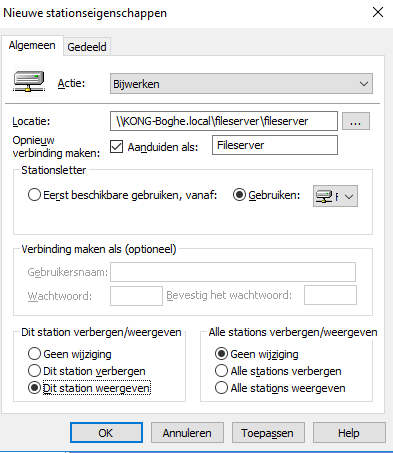 Nieuwe stationseigenschappen
Algemeen Gedeeld
Actie: Bijwerken
Locatie: \\KONG-Boghe.local\fileserver\fileserver ...
Opnieuw verbinding maken: Aanduiden als: Fileserver
Stationsletter
Eerst beschikbare gebruiken, vanaf: Gebruiken:
Verbinding maken als (optioneel)
Gebruikersnaam:
Wachtwoord: Bevestig het wachtwoord:
Dit station verbergen/weergeven
Geen wijziging
Dit station verbergen
Dit station weergeven
Alle stations verbergen/weergeven
Geen wijziging
Alle stations verbergen
Alle stations weergeven
OK Annuleren Toepassen Help